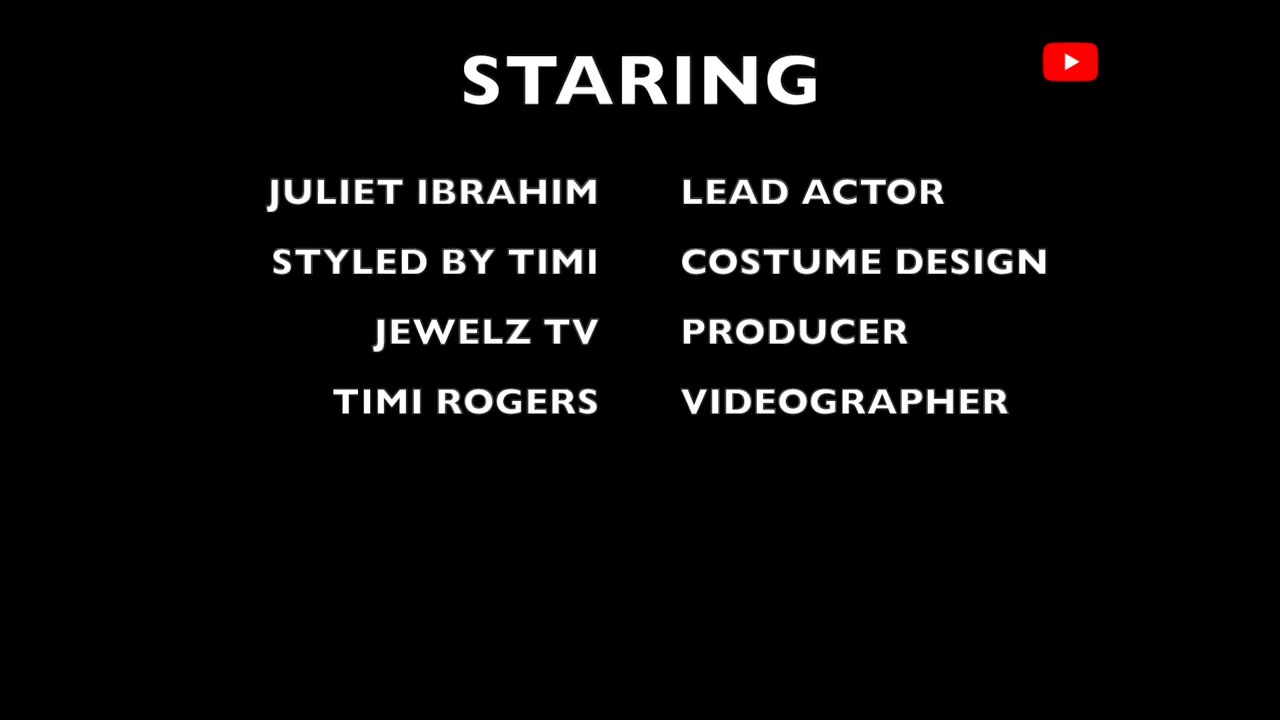 STARING
JULIET IBRAHIM LEAD ACTOR
STYLED BY TIMI COSTUME DESIGN
JEWELZ TV PRODUCER
TIMI ROGERS VIDEOGRAPHER